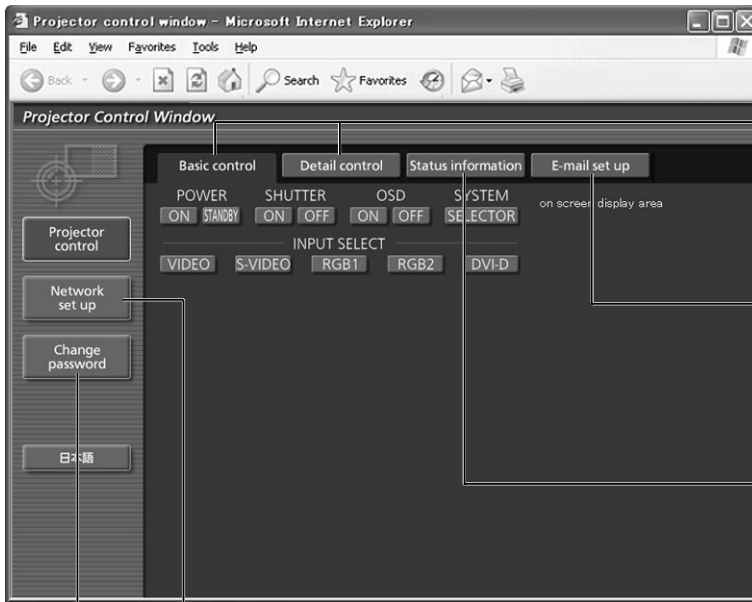 Projector control window - Microsoft Internet Explorer
File Edit View Favorites Tools Help
Back Search Favorites
Projector Control Window
Basic control Detail control Status information E-mail set up
POWER SHUTTER OSD SYSTEM
ON STANDBY ON OFF ON OFF SELECTOR
on screen display area
INPUT SELECT
VIDEO S-VIDEO RGB1 RGB2 DVI-D
Projector
control
Network
set up
Change
password
日本語